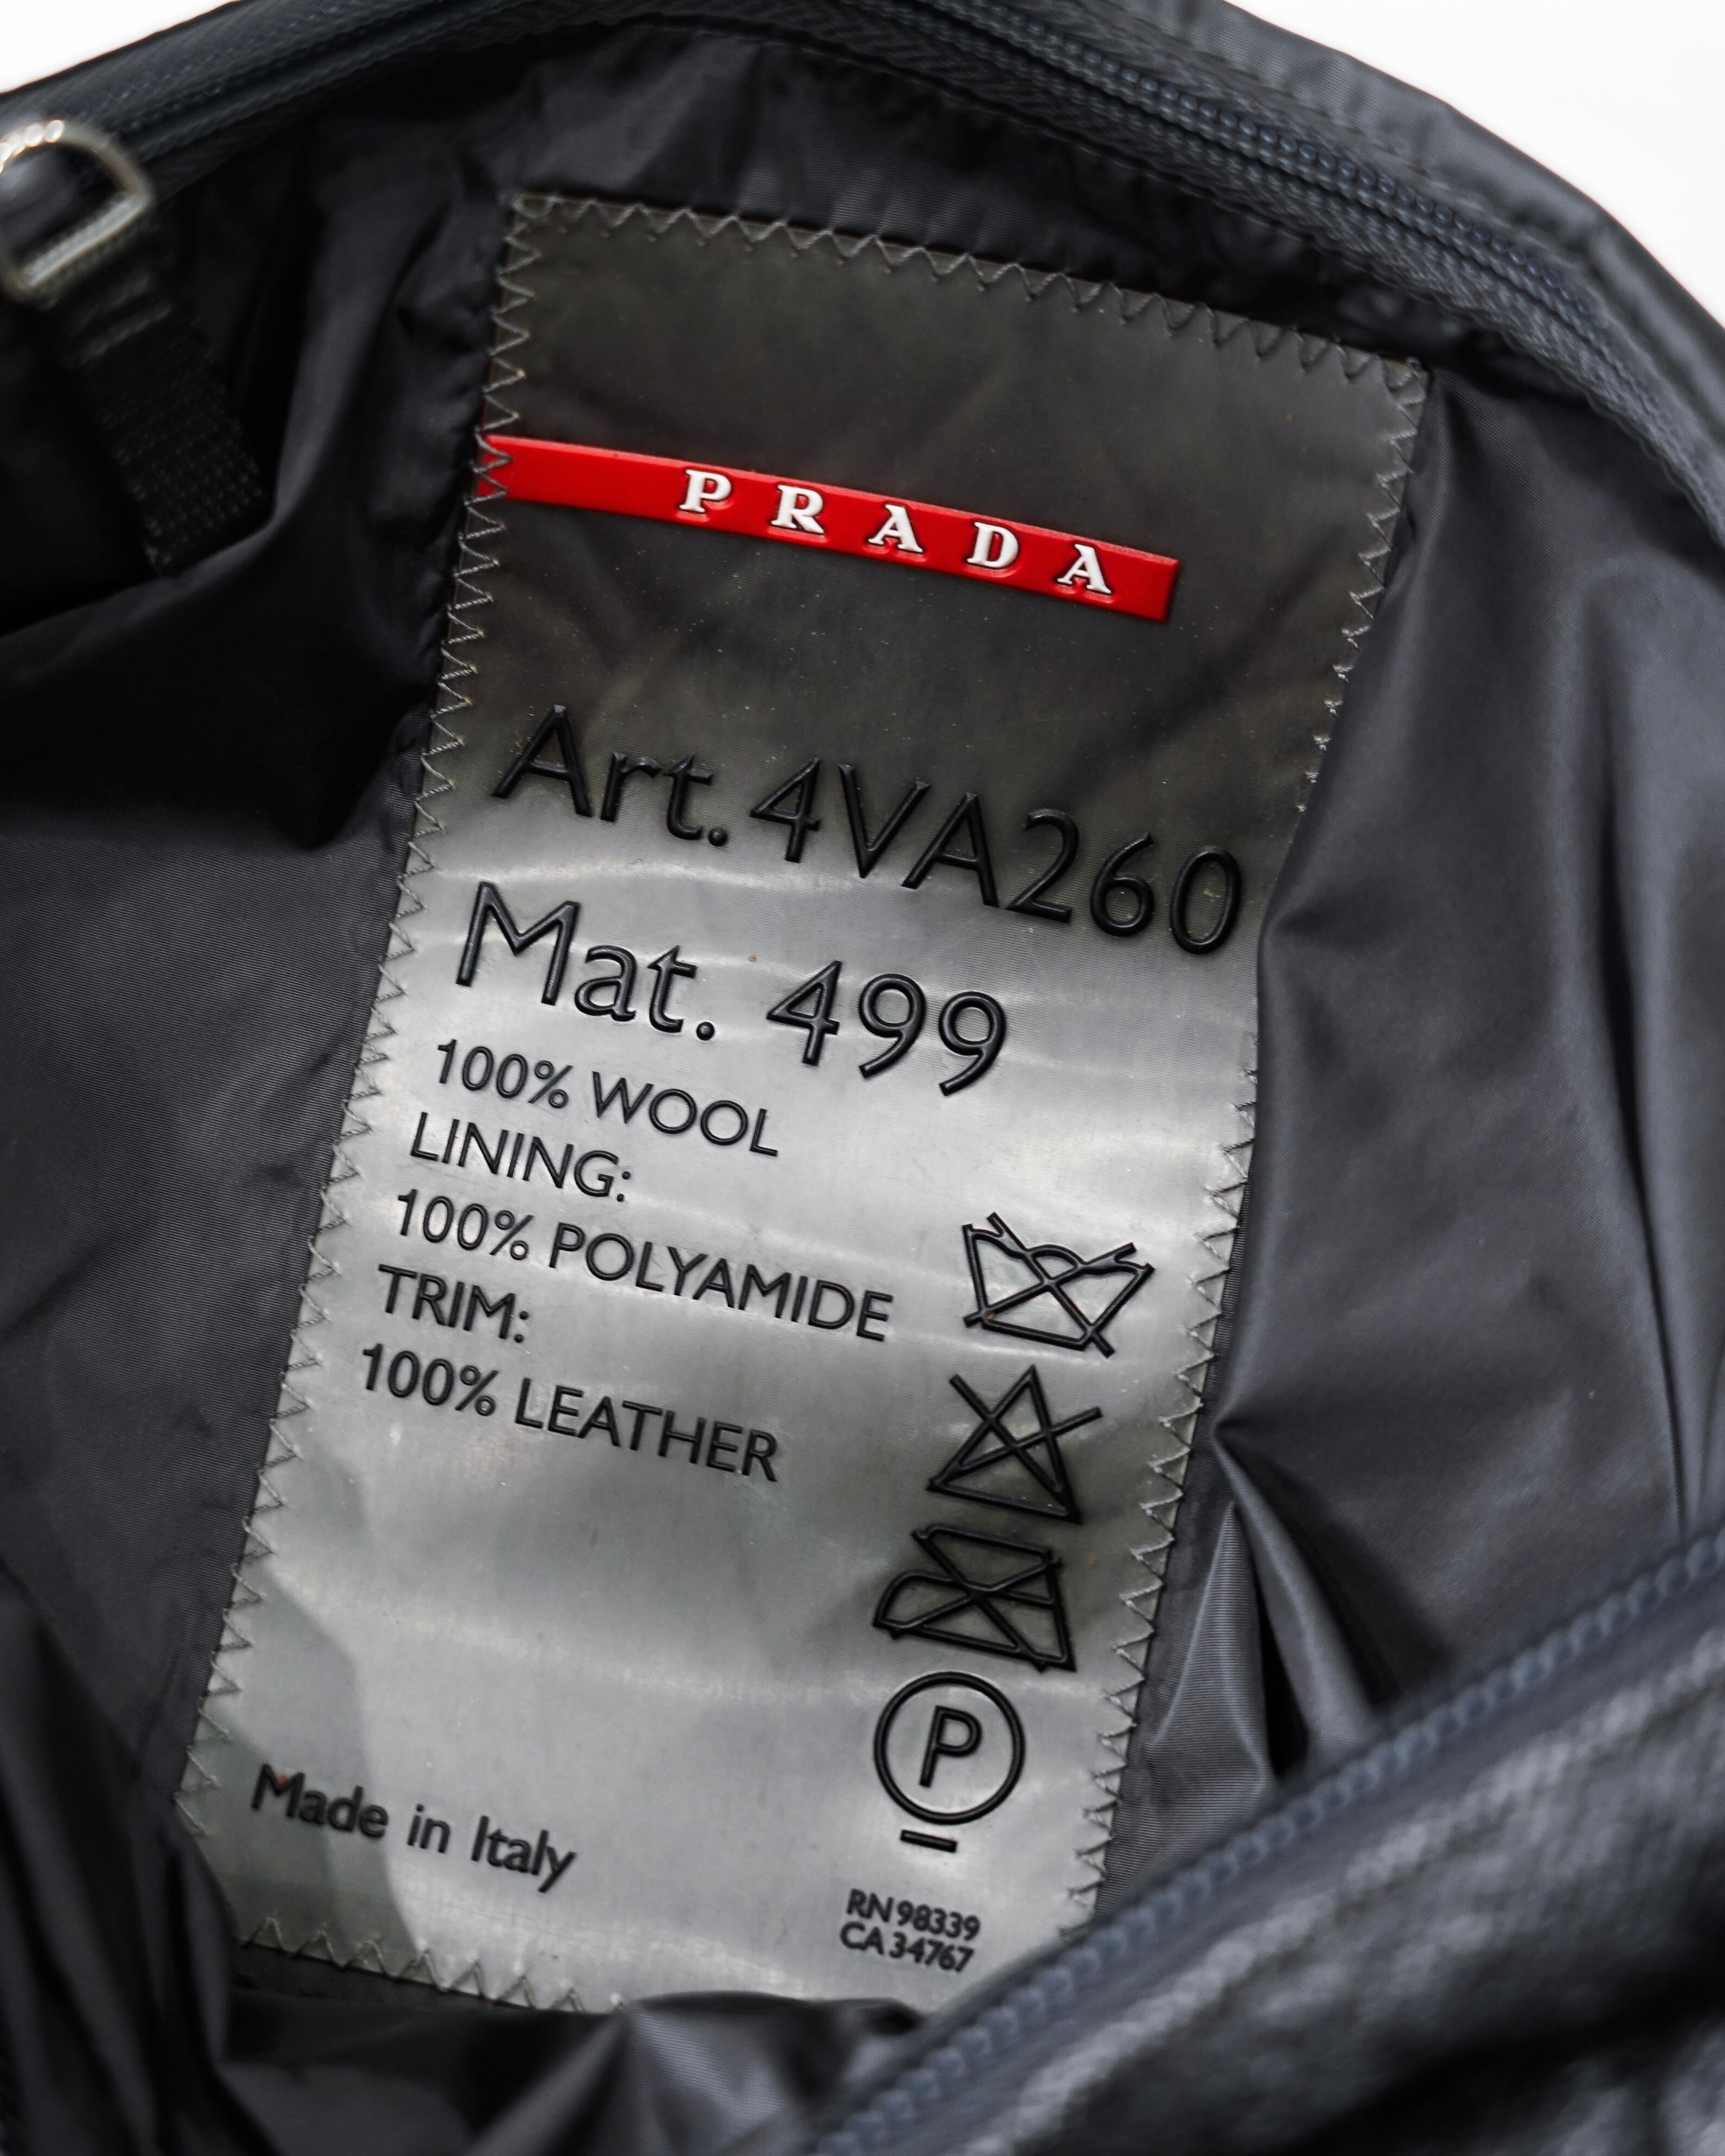 PRADA
Art. 4VA260
Mat. 499
100% WOOL
LINING:
100% POLYAMIDE
TRIM:
100% LEATHER
P
Made in Italy
RN 98339
CA 34767